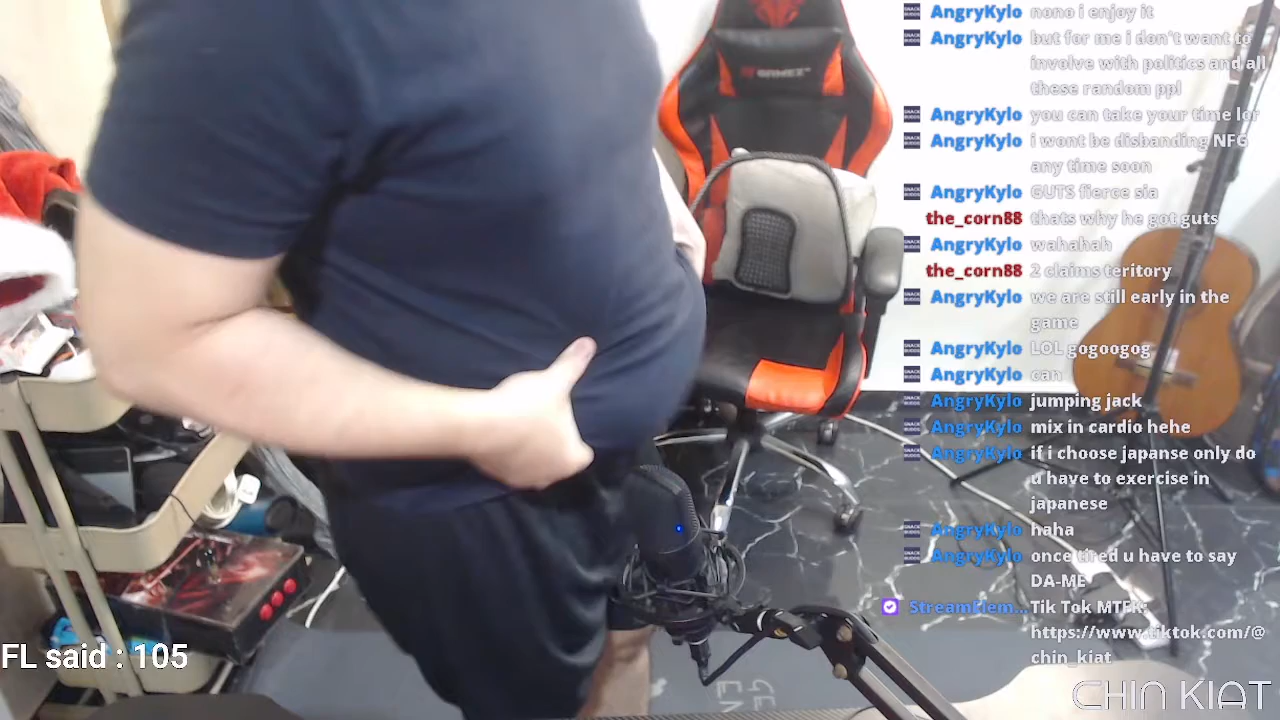 AngryKylo nono i enjoy it
AngryKylo but for me i don't want to
involve with politics and all
these random ppl
AngryKylo you can take your time lor
AngryKylo i wont be disbanding NFG
any time soon
AngryKylo GUTS fierce sia
the_corn88 thats why he got guts
AngryKylo wahahah
the_corn88 2 claims teritory
AngryKylo we are still early in the
game
AngryKylo LOL gogoogog
AngryKylo can
AngryKylo jumping jack
AngryKylo mix in cardio hehe
AngryKylo if i choose japanse only do
u have to exercise in
japanese
AngryKylo haha
AngryKylo once tired u have to say
DA-ME
StreamElem... Tik Tok MTFK:
https://www.tiktok.com/@
chin_kiat
FL said : 105
CHIN KIAT